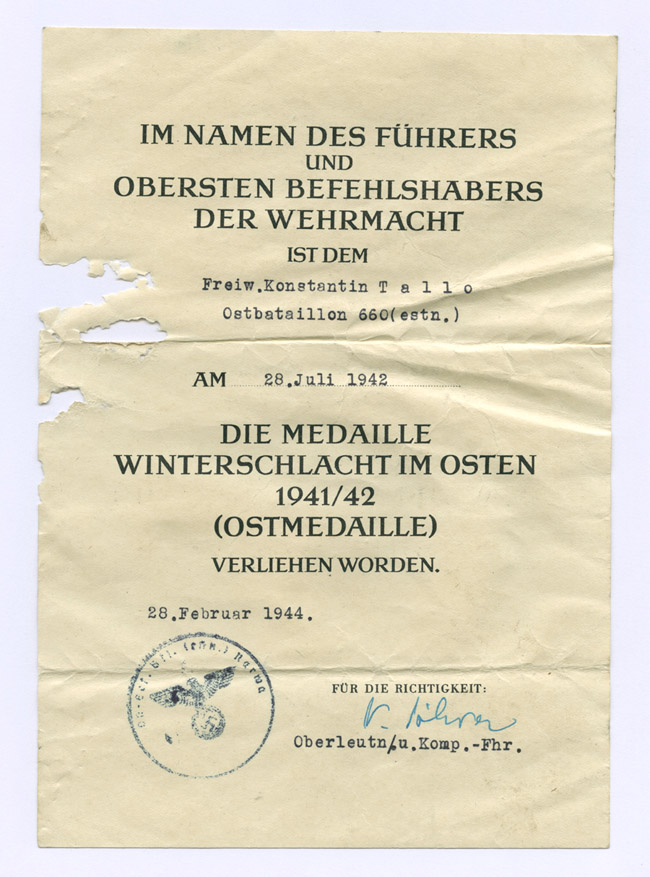 IM NAMEN DES FÜHRERS
UND
OBERSTEN BEFEHLSHABERS
DER WEHRMACHT
IST DEM
Freiw.Konstantin T a l l o
Ostbataillon 660(estn.)
AM 28.Juli 1942
DIE MEDAILLE
WINTERSCHLACHT IM OSTEN
1941/42
(OSTMEDAILLE)
VERLIEHEN WORDEN.
28.Februar 1944.
Narwa
FÜR DIE RICHTIGKEIT:
Oberleutn/u.Komp.-Fhr.